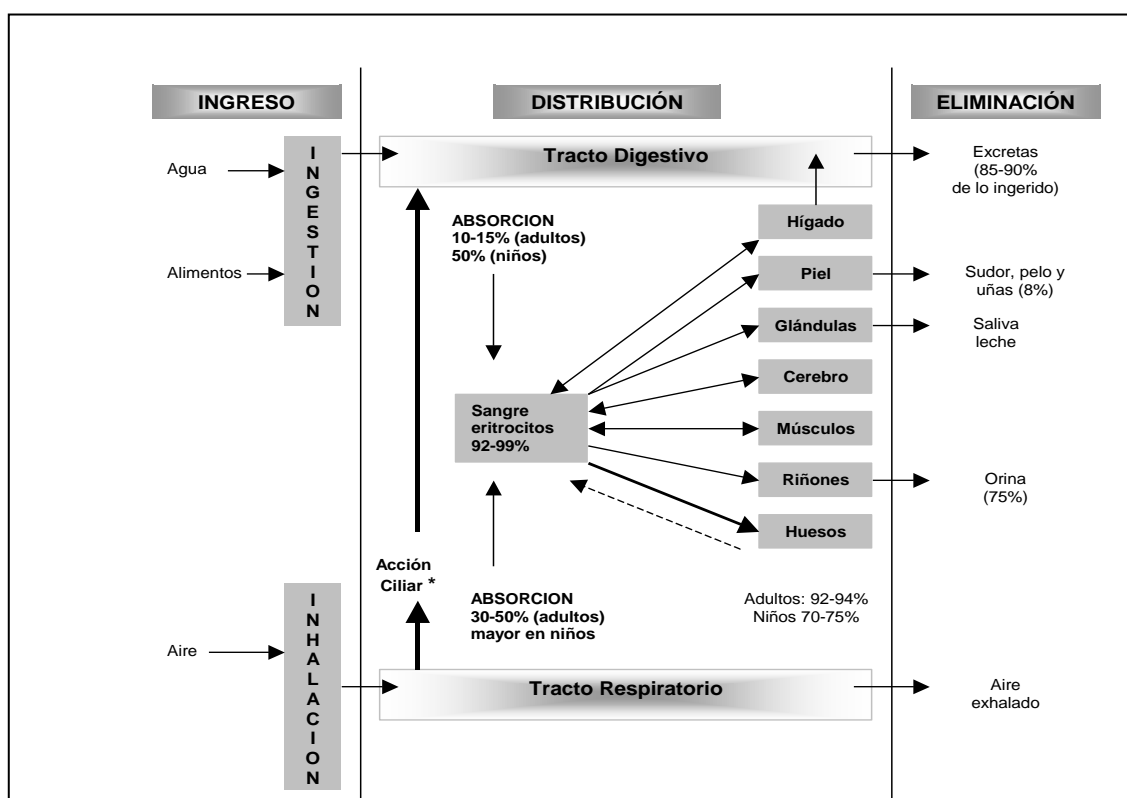 INGRESO
DISTRIBUCIÓN
ELIMINACIÓN
Agua
Alimentos
INGESTION
Tracto Digestivo
Excretas
(85-90%
de lo ingerido)
ABSORCION
10-15% (adultos)
50% (niños)
Hígado
Piel
Sudor, pelo y
uñas (8%)
Glándulas
Saliva
leche
Cerebro
Sangre
eritrocitos
92-99%
Músculos
Riñones
Orina
(75%)
Huesos
Acción
Ciliar *
ABSORCION
30-50% (adultos)
mayor en niños
Adultos: 92-94%
Niños 70-75%
Aire
INHALACION
Tracto Respiratorio
Aire
exhalado